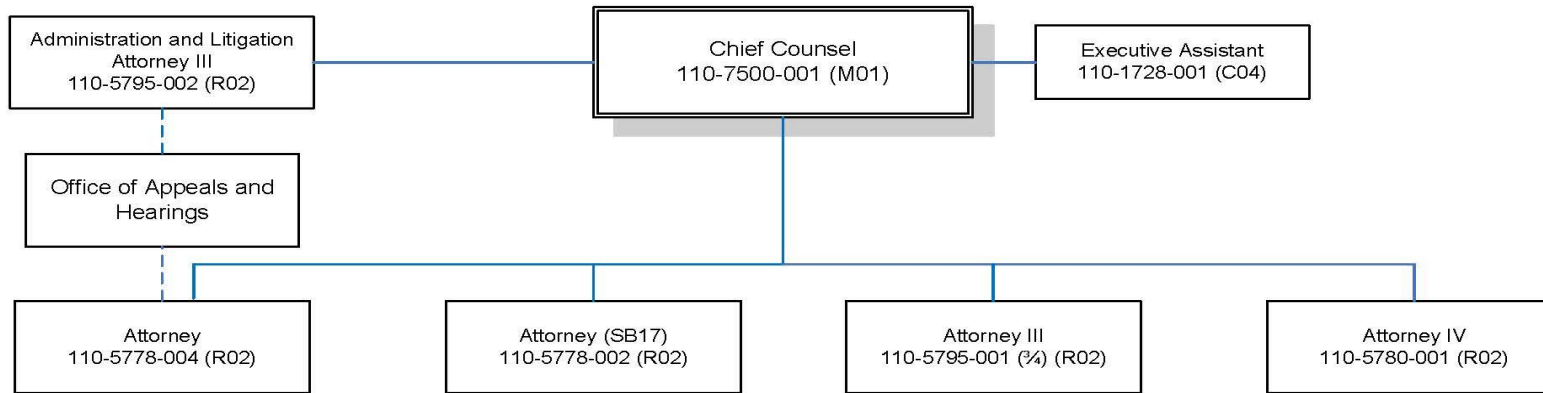 Administration and Litigation
Attorney III
110-5795-002 (R02)
Chief Counsel
110-7500-001 (M01)
Executive Assistant
110-1728-001 (C04)
Office of Appeals and
Hearings
Attorney
110-5778-004 (R02)
Attorney (SB17)
110-5778-002 (R02)
Attorney III
110-5795-001 (¾) (R02)
Attorney IV
110-5780-001 (R02)